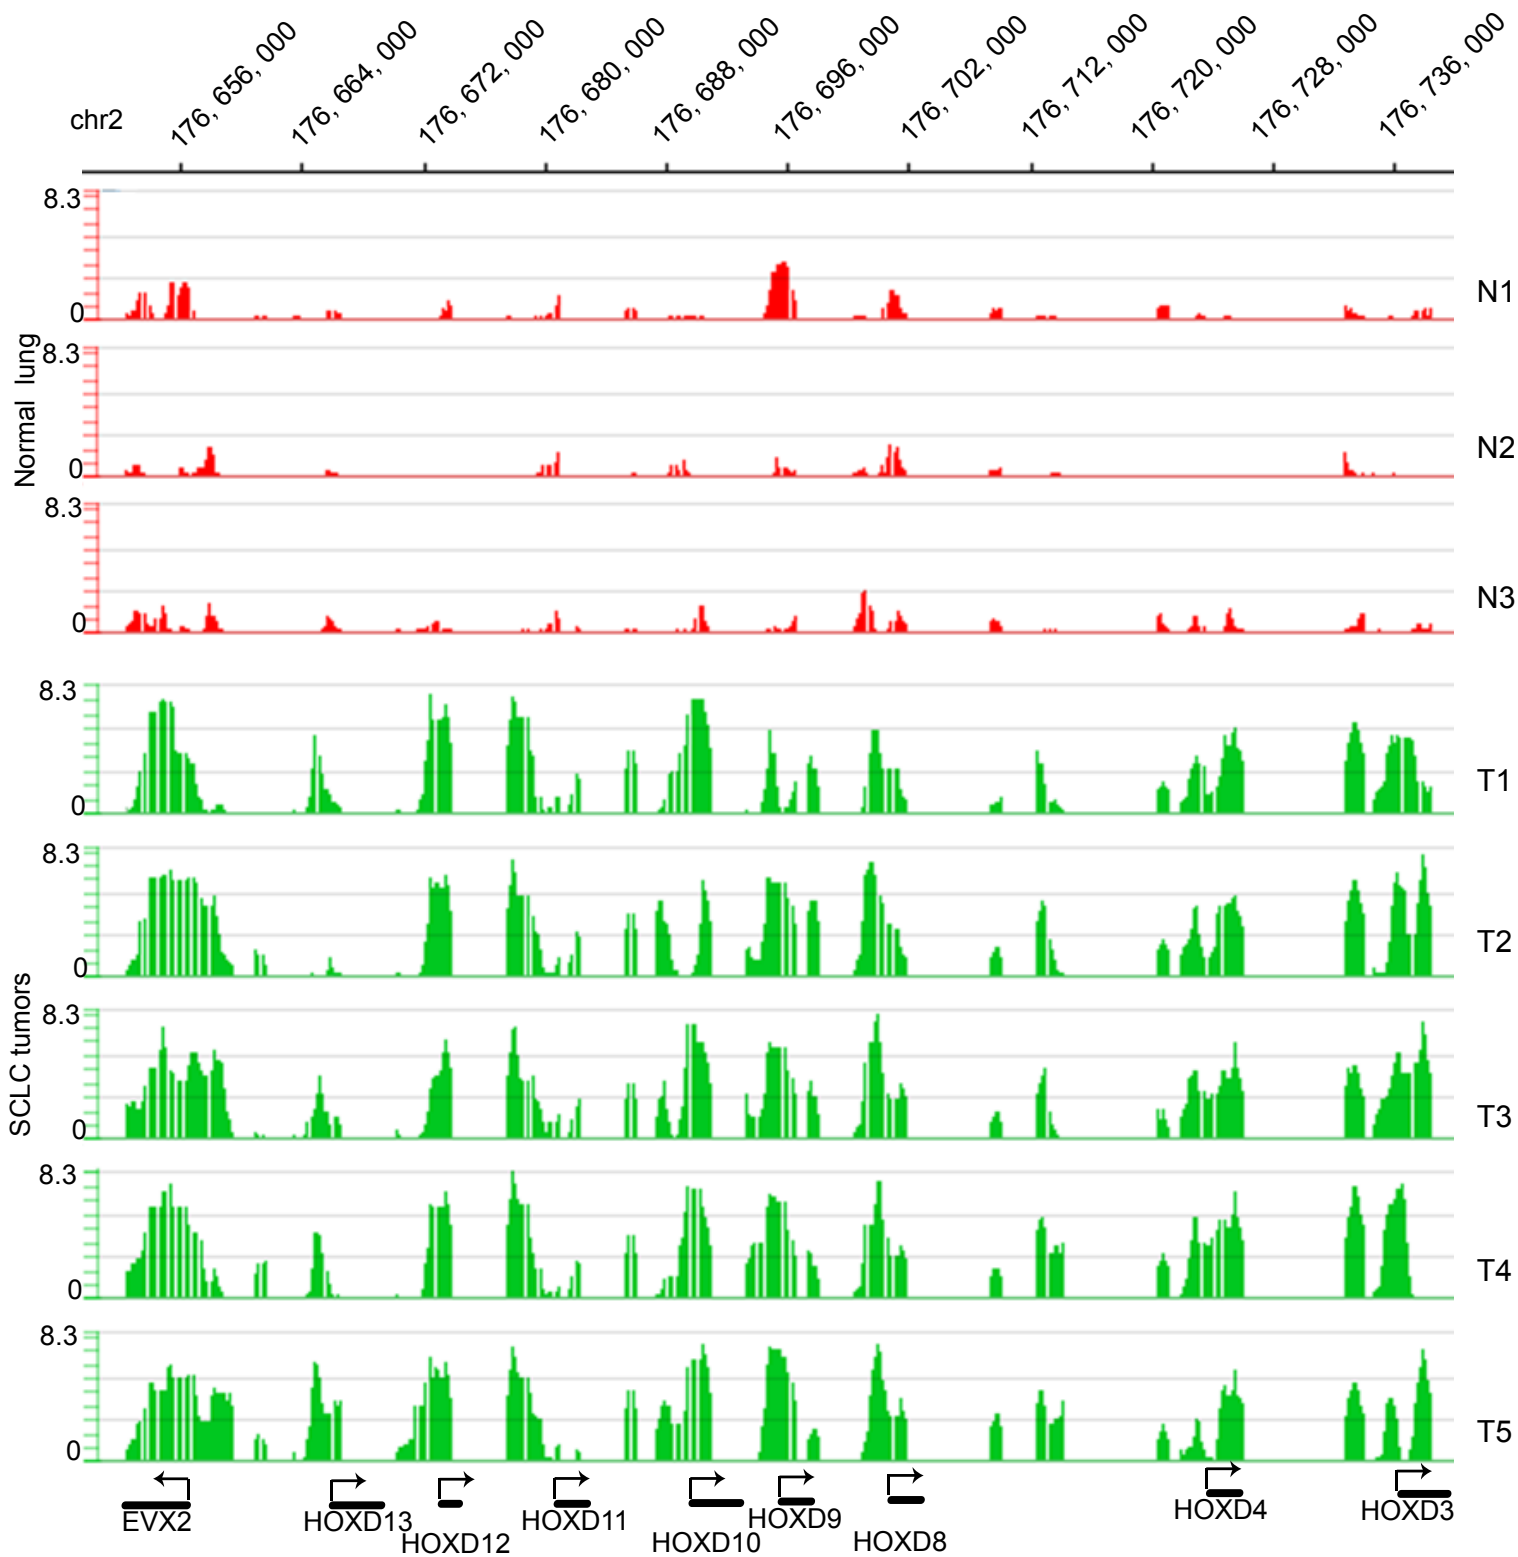 chr2
176, 656, 000
176, 664, 000
176, 672, 000
176, 680, 000
176, 688, 000
176, 696, 000
176, 702, 000
176, 712, 000
176, 720, 000
176, 728, 000
176, 736, 000
Normal lung
8.3
0
N1
8.3
0
N2
8.3
0
N3
SCLC tumors
8.3
0
T1
8.3
0
T2
8.3
0
T3
8.3
0
T4
8.3
0
T5
EVX2
HOXD13
HOXD12
HOXD11
HOXD10
HOXD9
HOXD8
HOXD4
HOXD3